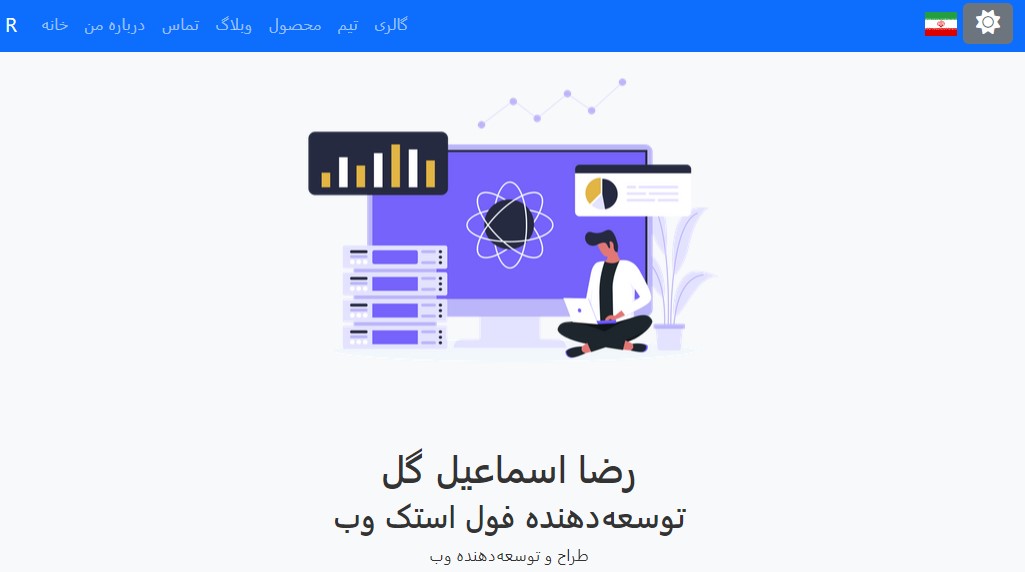 R خانه درباره من تماس وبلاگ محصول تیم گالری
رضا اسماعیل گل
توسعه‌دهنده فول استک وب
طراح و توسعه‌دهنده وب